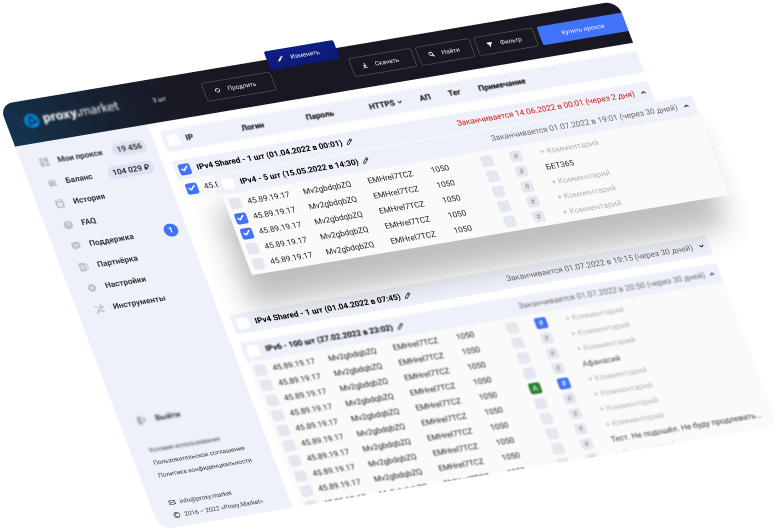 proxy.market
3 шт
Продлить
Изменить
Скачать
Найти
Фильтр
Купить прокси
Мои прокси 19 456
Баланс 104 029 ₽
История
FAQ
Поддержка 1
Партнёрка
Настройки
Инструменты
Выйти
Условия использования
Пользовательское соглашение
Политика конфиденциальности
info@proxy.market
© 2016 – 2022 «Proxy.Market»
IP Логин Пароль HTTPS АП Тег Примечание
IPv4 Shared - 1 шт (01.04.2022 в 00:01) Заканчивается 14.06.2022 в 00:01 (через 2 дня)
45.8
IPv4 - 5 шт (15.05.2022 в 14:30) Заканчивается 01.07.2022 в 19:01 (через 30 дней)
45.89.19.17 Mv2gbdqbZQ EMHrel7TCZ 1050 # + Комментарий
45.89.19.17 Mv2gbdqbZQ EMHrel7TCZ 1050 # БЕТ365
45.89.19.17 Mv2gbdqbZQ EMHrel7TCZ 1050 # + Комментарий
45.89.19.17 Mv2gbdqbZQ EMHrel7TCZ 1050 # + Комментарий
45.89.19.17 Mv2gbdqbZQ EMHrel7TCZ 1050 # + Комментарий
IPv4 Shared - 1 шт (01.04.2022 в 07:45) Заканчивается 01.07.2022 в 19:15 (через 30 дней)
IPv6 - 100 шт (27.02.2022 в 23:02) Заканчивается 01.07.2022 в 20:50 (через 30 дней)
45.89.19.17 Mv2gbdqbZQ EMHrel7TCZ 1050 # + Комментарий
45.89.19.17 Mv2gbdqbZQ EMHrel7TCZ 1050 # + Комментарий
45.89.19.17 Mv2gbdqbZQ EMHrel7TCZ 1050 # + Комментарий
45.89.19.17 Mv2gbdqbZQ EMHrel7TCZ 1050 # Афанасий
45.89.19.17 Mv2gbdqbZQ EMHrel7TCZ 1050 А # + Комментарий
45.89.19.17 Mv2gbdqbZQ EMHrel7TCZ 1050 # + Комментарий
45.89.19.17 Mv2gbdqbZQ EMHrel7TCZ 1050 # + Комментарий
45.89.19.17 Mv2gbdqbZQ EMHrel7TCZ 1050 # + Комментарий
45.89.19.17 Mv2gbdqbZQ EMHrel7TCZ 1050 # Тест. Не подошёл. Не буду продлевать...